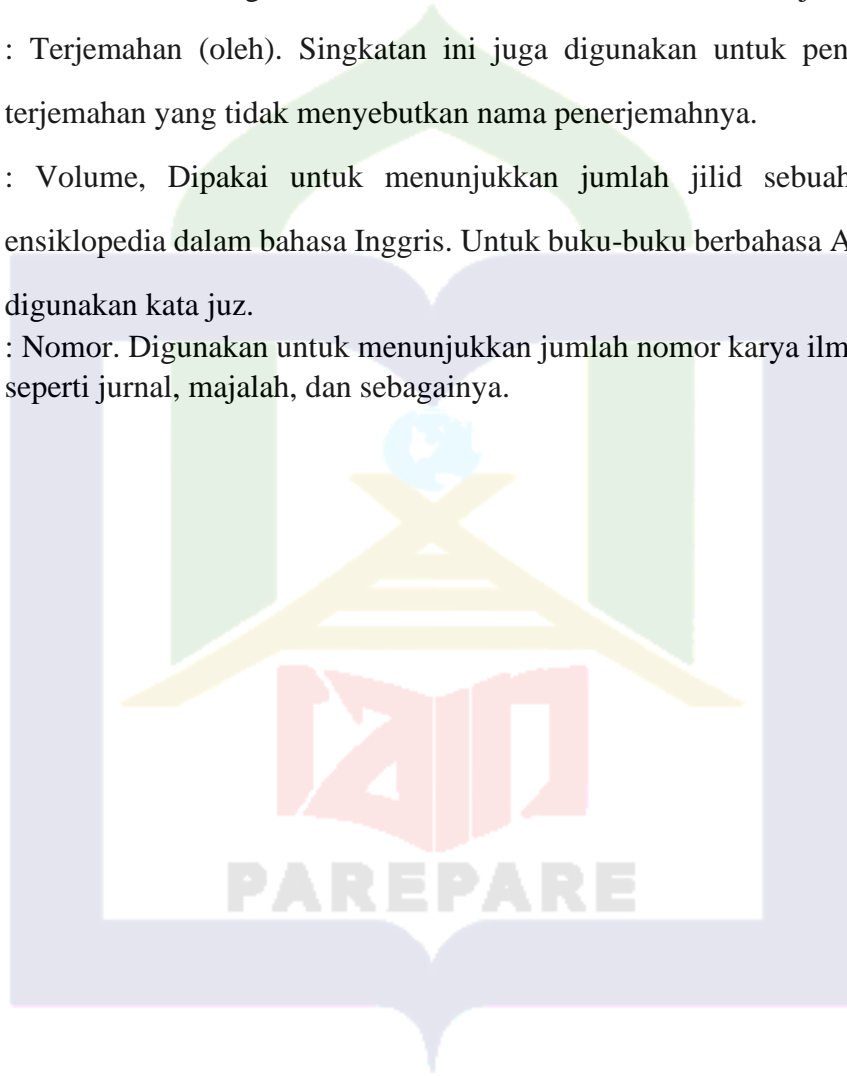 : Terjemahan (oleh). Singkatan ini juga digunakan untuk pen
terjemahan yang tidak menyebutkan nama penerjemahnya.
: Volume, Dipakai untuk menunjukkan jumlah jilid sebuah
ensiklopedia dalam bahasa Inggris. Untuk buku-buku berbahasa A
digunakan kata juz.
: Nomor. Digunakan untuk menunjukkan jumlah nomor karya ilm
seperti jurnal, majalah, dan sebagainya.
iain
PAREPARE